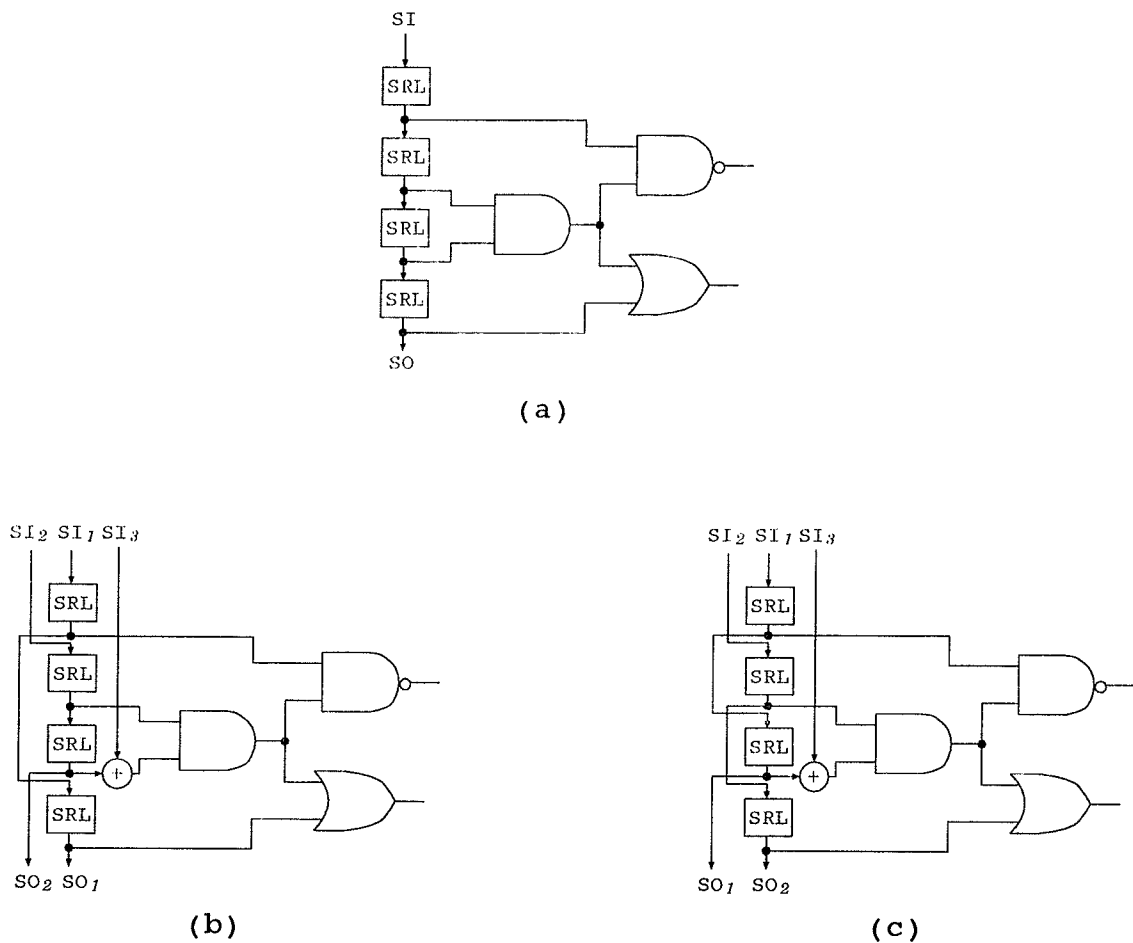 SI
SRL
SRL
SRL
SRL
SO
(a)
SI2 SI1 SI3
SRL
SRL
SRL
+
SRL
SO2 SO1
(b)
SI2 SI1 SI3
SRL
SRL
SRL
+
SRL
SO1 SO2
(c)